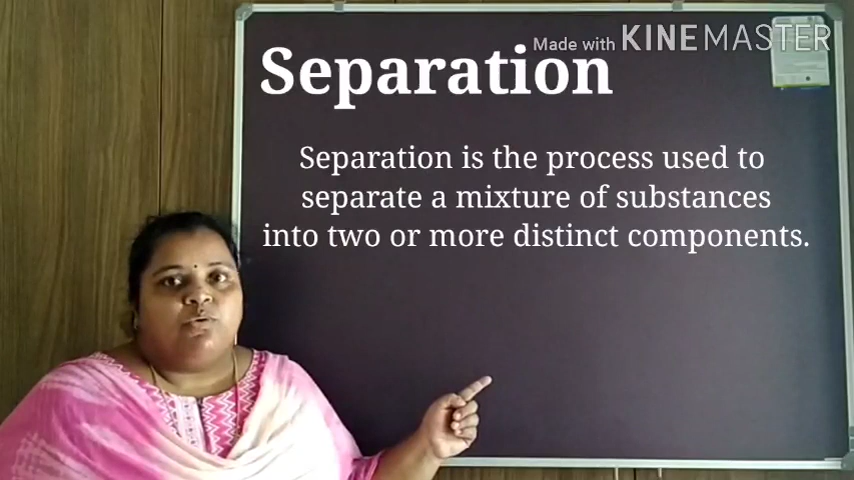 Made with KINEMASTER
Separation
Separation is the process used to
separate a mixture of substances
into two or more distinct components.